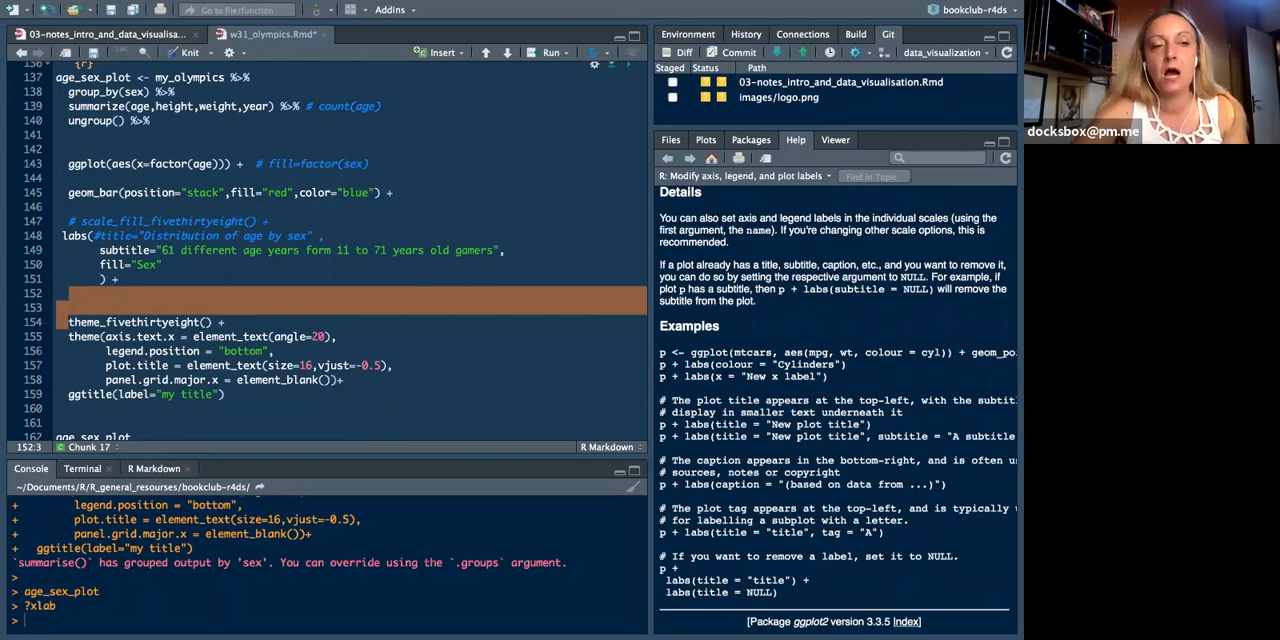 Go to file/function
Addins
bookclub-r4ds
03-notes_intro_and_data_visualisa...
w31_olympics.Rmd*
Knit
Insert
Run
136
{r}
137 age_sex_plot <- my_olympics %>%
138 group_by(sex) %>%
139 summarize(age,height,weight,year) %>% # count(age)
140 ungroup() %>%
141
142
143 ggplot(aes(x=factor(age))) + # fill=factor(sex)
144
145 geom_bar(position="stack",fill="red",color="blue") +
146
147 # scale_fill_fivethirtyeight() +
148 labs(#title="Distribution of age by sex" ,
149 subtitle="61 different age years form 11 to 71 years old gamers",
150 fill="Sex"
151 ) +
152
153
154 theme_fivethirtyeight() +
155 theme(axis.text.x = element_text(angle=20),
156 legend.position = "bottom",
157 plot.title = element_text(size=16,vjust=-0.5),
158 panel.grid.major.x = element_blank())+
159 ggtitle(label="my title")
160
161
162 age_sex_plot
152:3 Chunk 17 R Markdown
Console Terminal R Markdown
~/Documents/R/R_general_resourses/bookclub-r4ds/
+ legend.position = "bottom",
+ plot.title = element_text(size=16,vjust=-0.5),
+ panel.grid.major.x = element_blank())+
+ ggtitle(label="my title")
`summarise()` has grouped output by 'sex'. You can override using the `.groups` argument.
>
> age_sex_plot
> ?xlab
>
Environment History Connections Build Git
Diff Commit data_visualization
Staged Status Path
03-notes_intro_and_data_visualisation.Rmd
images/logo.png
Files Plots Packages Help Viewer
R: Modify axis, legend, and plot labels Find in Topic
Details
You can also set axis and legend labels in the individual scales (using the
first argument, the name). If you're changing other scale options, this is
recommended.
If a plot already has a title, subtitle, caption, etc., and you want to remove it,
you can do so by setting the respective argument to NULL. For example, if
plot p has a subtitle, then p + labs(subtitle = NULL) will remove the
subtitle from the plot.
Examples
p <- ggplot(mtcars, aes(mpg, wt, colour = cyl)) + geom_po
p + labs(colour = "Cylinders")
p + labs(x = "New x label")
# The plot title appears at the top-left, with the subtit
# display in smaller text underneath it
p + labs(title = "New plot title")
p + labs(title = "New plot title", subtitle = "A subtitle
# The caption appears in the bottom-right, and is often u
# sources, notes or copyright
p + labs(caption = "(based on data from ...)")
# The plot tag appears at the top-left, and is typically
# for labelling a subplot with a letter.
p + labs(title = "title", tag = "A")
# If you want to remove a label, set it to NULL.
p +
labs(title = "title") +
labs(title = NULL)
[Package ggplot2 version 3.3.5 Index]
docksbox@pm.me